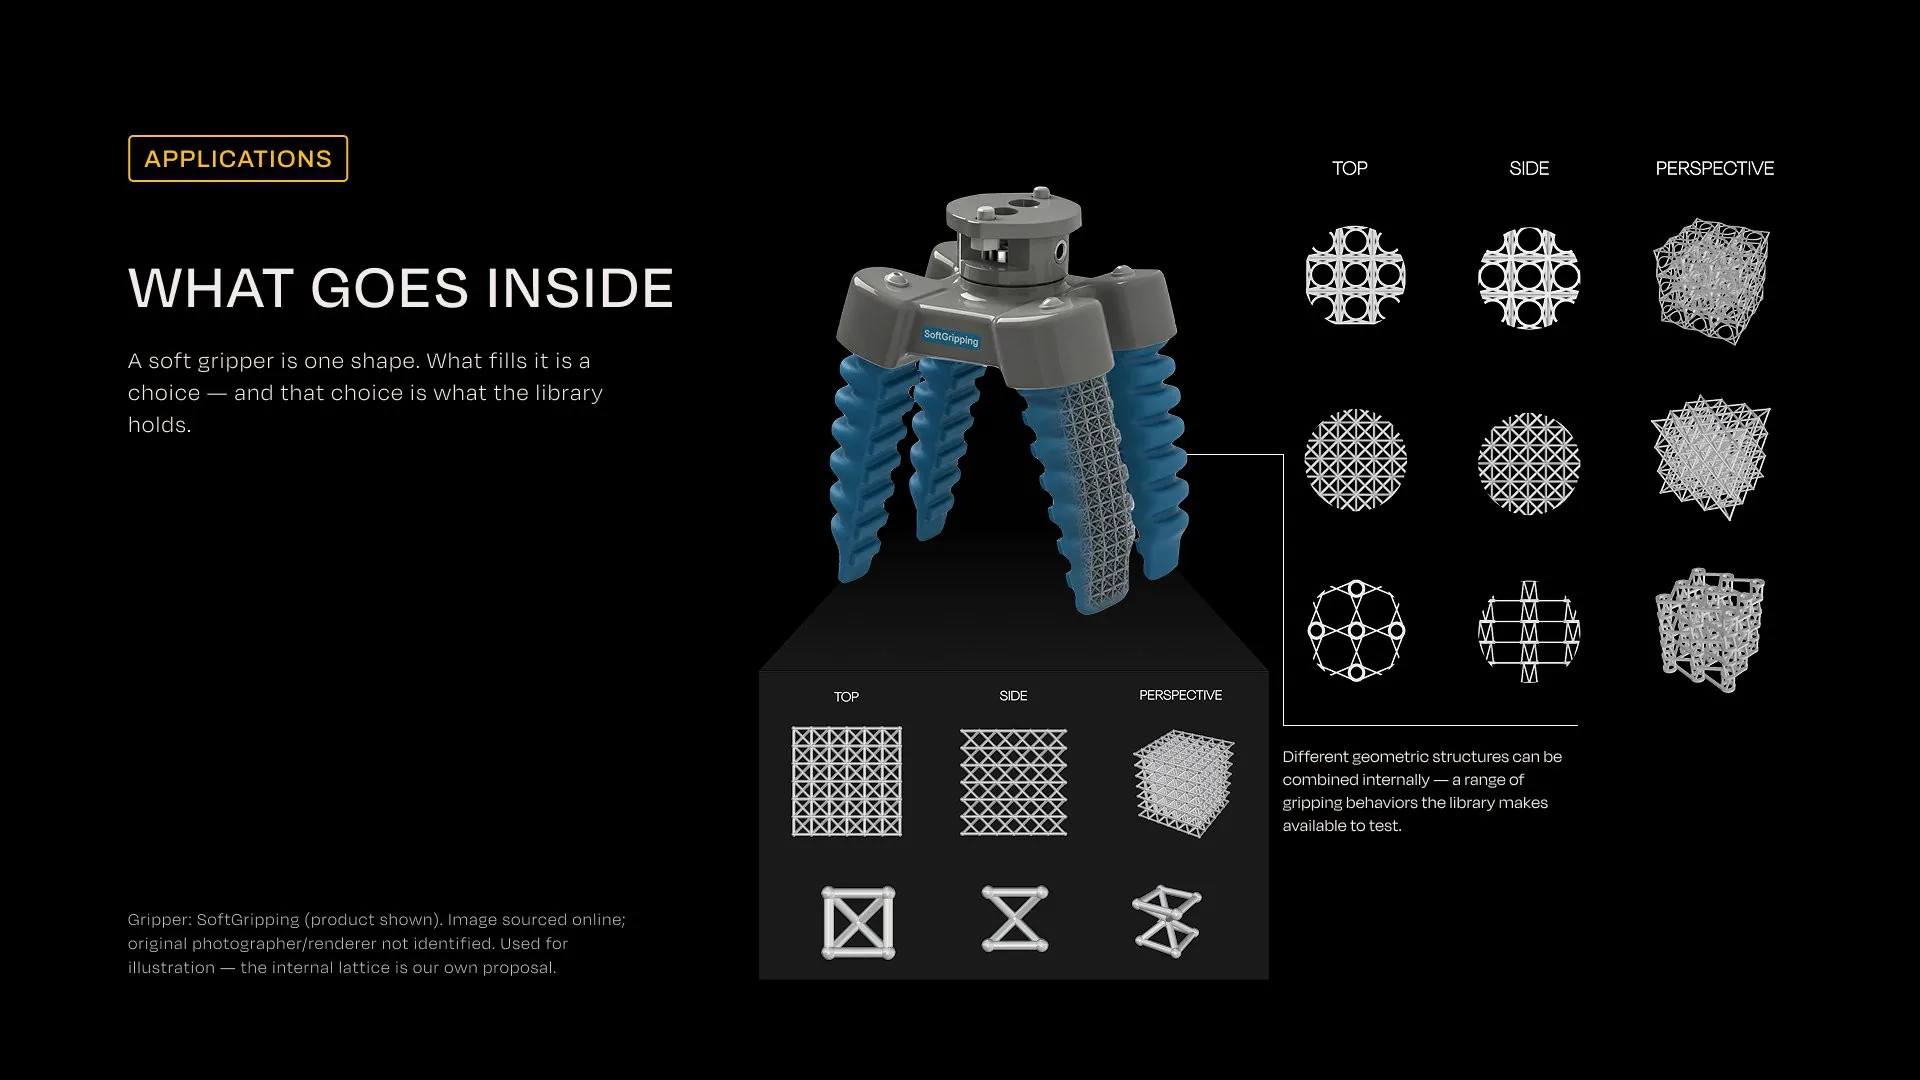 APPLICATIONS
WHAT GOES INSIDE
A soft gripper is one shape. What fills it is a
choice — and that choice is what the library
holds.
SoftGripping
TOP
SIDE
PERSPECTIVE
TOP
SIDE
PERSPECTIVE
Different geometric structures can be
combined internally — a range of
gripping behaviors the library makes
available to test.
Gripper: SoftGripping (product shown). Image sourced online;
original photographer/renderer not identified. Used for
illustration — the internal lattice is our own proposal.